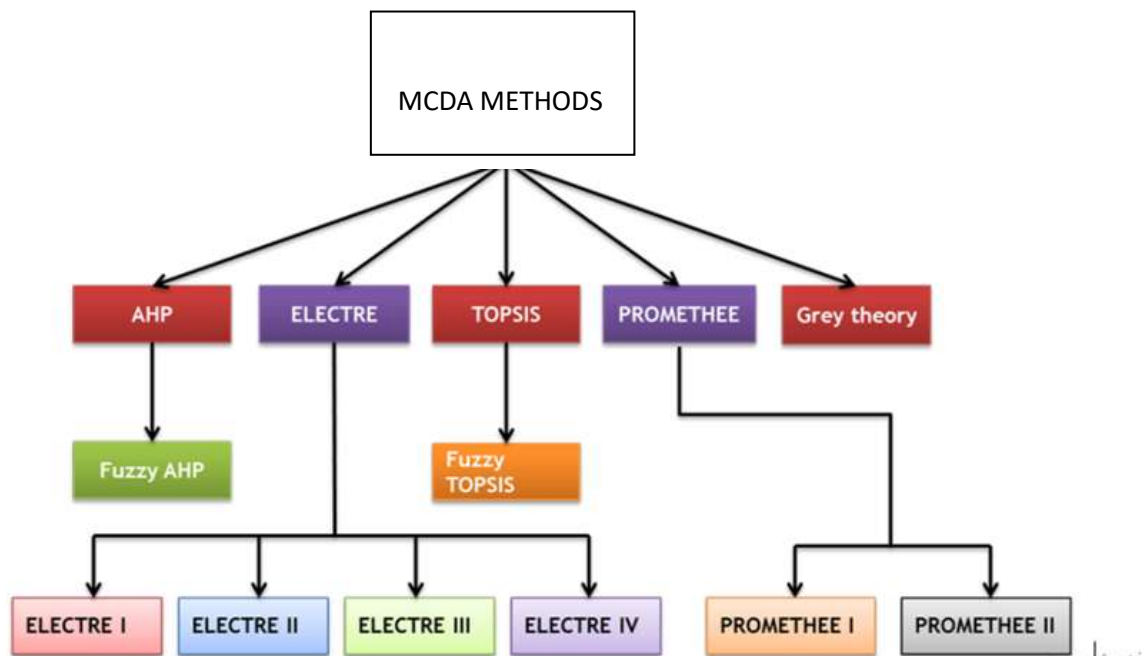 MCDA METHODS
AHP
ELECTRE
TOPSIS
PROMETHEE
Grey theory
Fuzzy AHP
Fuzzy
TOPSIS
ELECTRE I
ELECTRE II
ELECTRE III
ELECTRE IV
PROMETHEE I
PROMETHEE II